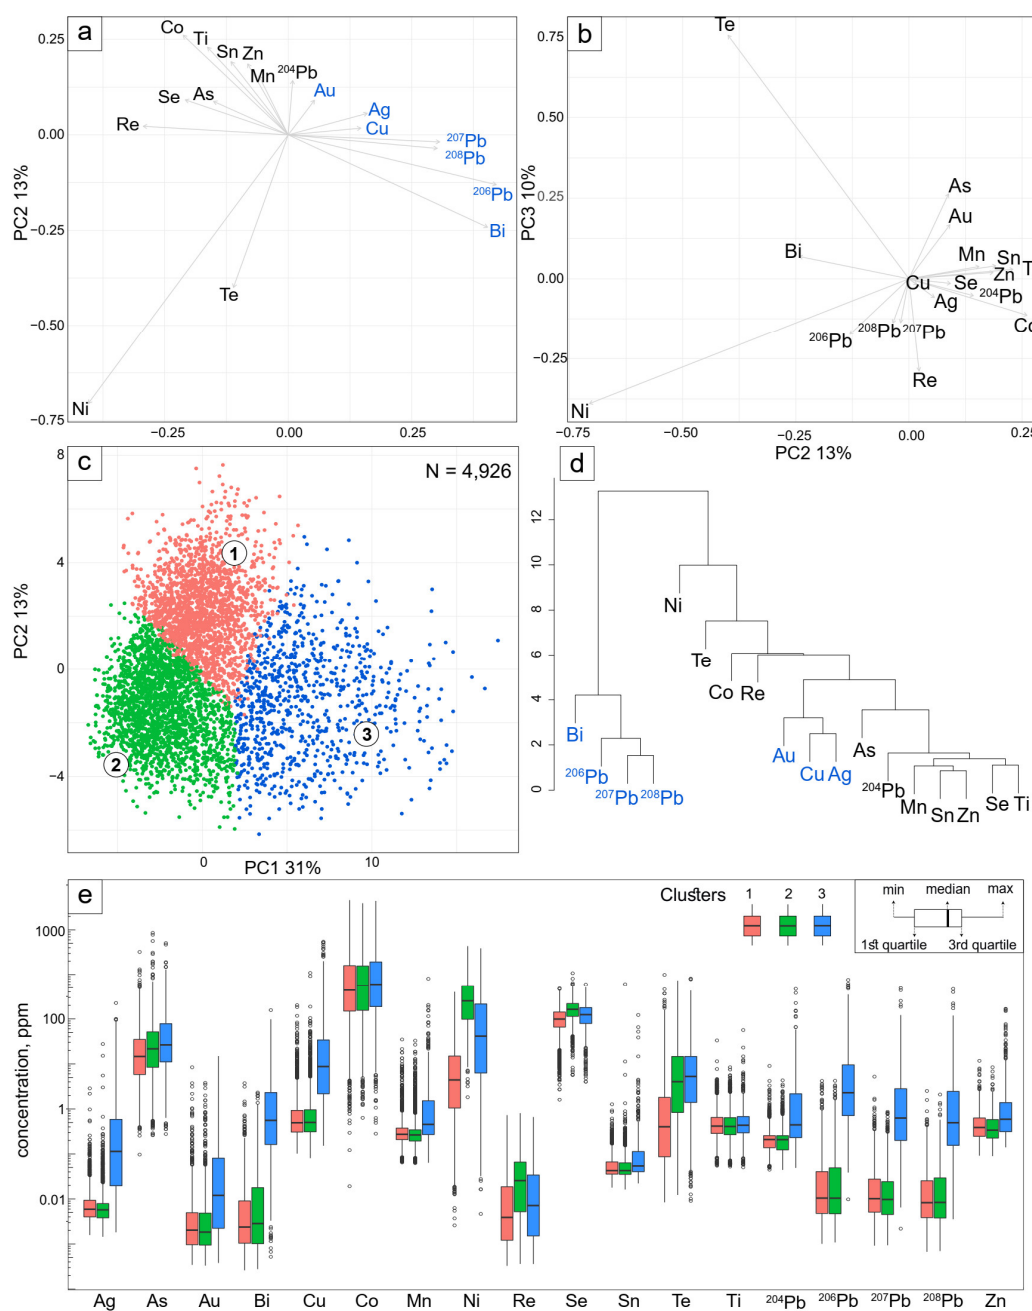 a
0.25
0.00
−0.25
−0.50
−0.75
PC2 13%
Co
Ti
Sn
Zn
Mn
²⁰⁴Pb
Au
Se
As
Ag
Cu
Re
²⁰⁷Pb
²⁰⁸Pb
²⁰⁶Pb
Bi
Te
Ni
−0.25
0.00
0.25
b
0.75
0.50
0.25
0.00
−0.25
PC3 10%
Te
As
Au
Bi
Mn
Sn
T
Zn
Cu
Se
Ag
²⁰⁴Pb
Co
²⁰⁶Pb
²⁰⁸Pb
²⁰⁷Pb
Re
Ni
−0.75
−0.50
−0.25
0.00
0.25
PC2 13%
c
N = 4,926
8
4
0
−4
PC2 13%
1
2
3
0
10
PC1 31%
d
12
10
8
6
4
2
0
Ni
Te
Co
Re
Bi
Au
As
²⁰⁶Pb
Cu
Ag
²⁰⁷Pb
²⁰⁸Pb
²⁰⁴Pb
Mn
Sn
Zn
Se
Ti
e
Clusters
1
2
3
min
median
max
1st quartile
3rd quartile
concentration, ppm
1000
100
1
0.01
Ag
As
Au
Bi
Cu
Co
Mn
Ni
Re
Se
Sn
Te
Ti
²⁰⁴Pb
²⁰⁶Pb
²⁰⁷Pb
²⁰⁸Pb
Zn